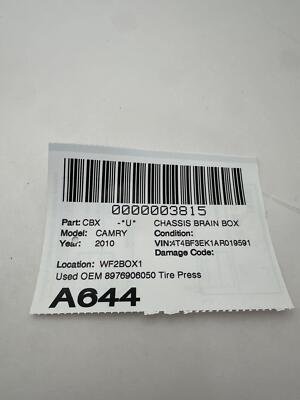 0000003815
Part: CBX -*U* CHASSIS BRAIN BOX
Model: CAMRY Condition:
Year: 2010 VIN:4T4BF3EK1AR019591
Damage Code:
Location: WF2BOX1
Used OEM 8976906050 Tire Press
A644